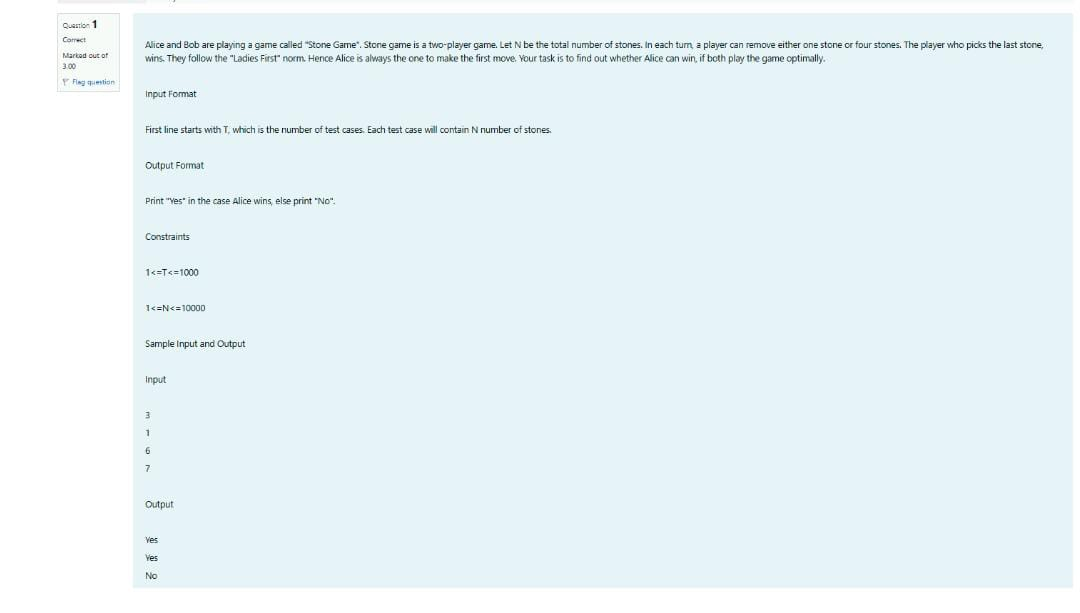 Question 1
Correct
Marked out of
3.00
Flag question
Alice and Bob are playing a game called "Stone Game". Stone game is a two-player game. Let N be the total number of stones. In each turn, a player can remove either one stone or four stones. The player who picks the last stone,
wins. They follow the "Ladies First" norm. Hence Alice is always the one to make the first move. Your task is to find out whether Alice can win, if both play the game optimally.
Input Format
First line starts with T, which is the number of test cases. Each test case will contain N number of stones.
Output Format
Print "Yes" in the case Alice wins, else print "No".
Constraints
1<=T<=1000
1<=N<=10000
Sample Input and Output
Input
3
1
6
7
Output
Yes
Yes
No